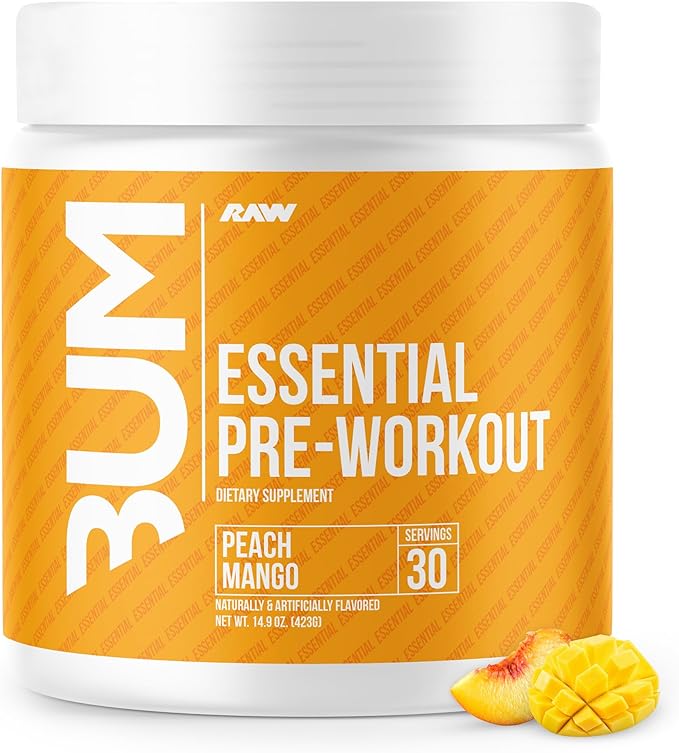 RAW
BUM
ESSENTIAL
PRE-WORKOUT
DIETARY SUPPLEMENT
PEACH
MANGO
SERVINGS
30
NATURALLY & ARTIFICIALLY FLAVORED
NET WT. 14.9 OZ. (423G)